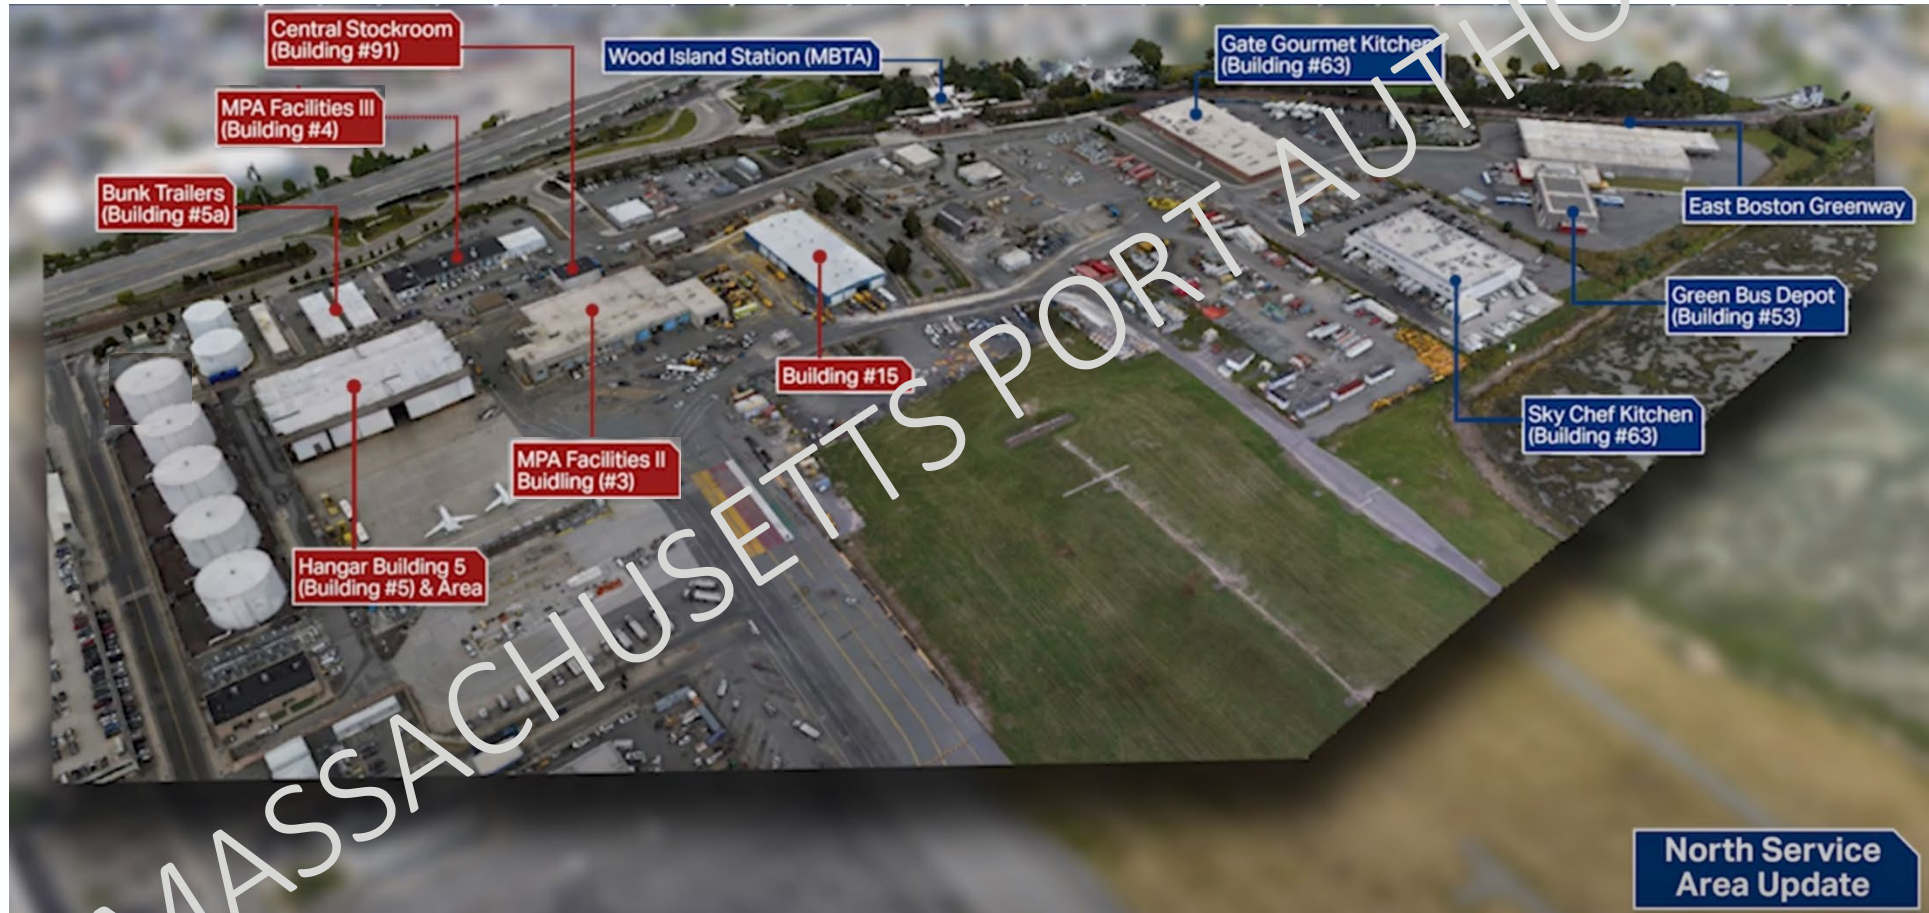 Central Stockroom
(Building #91)
Wood Island Station (MBTA)
Gate Gourmet Kitchen
(Building #63)
MPA Facilities III
(Building #4)
Bunk Trailers
(Building #5a)
East Boston Greenway
Green Bus Depot
(Building #53)
Building #15
Sky Chef Kitchen
(Building #63)
MPA Facilities II
Buidling (#3)
Hangar Building 5
(Building #5) & Area
MASSACHUSETTS PORT AUTHO
North Service
Area Update